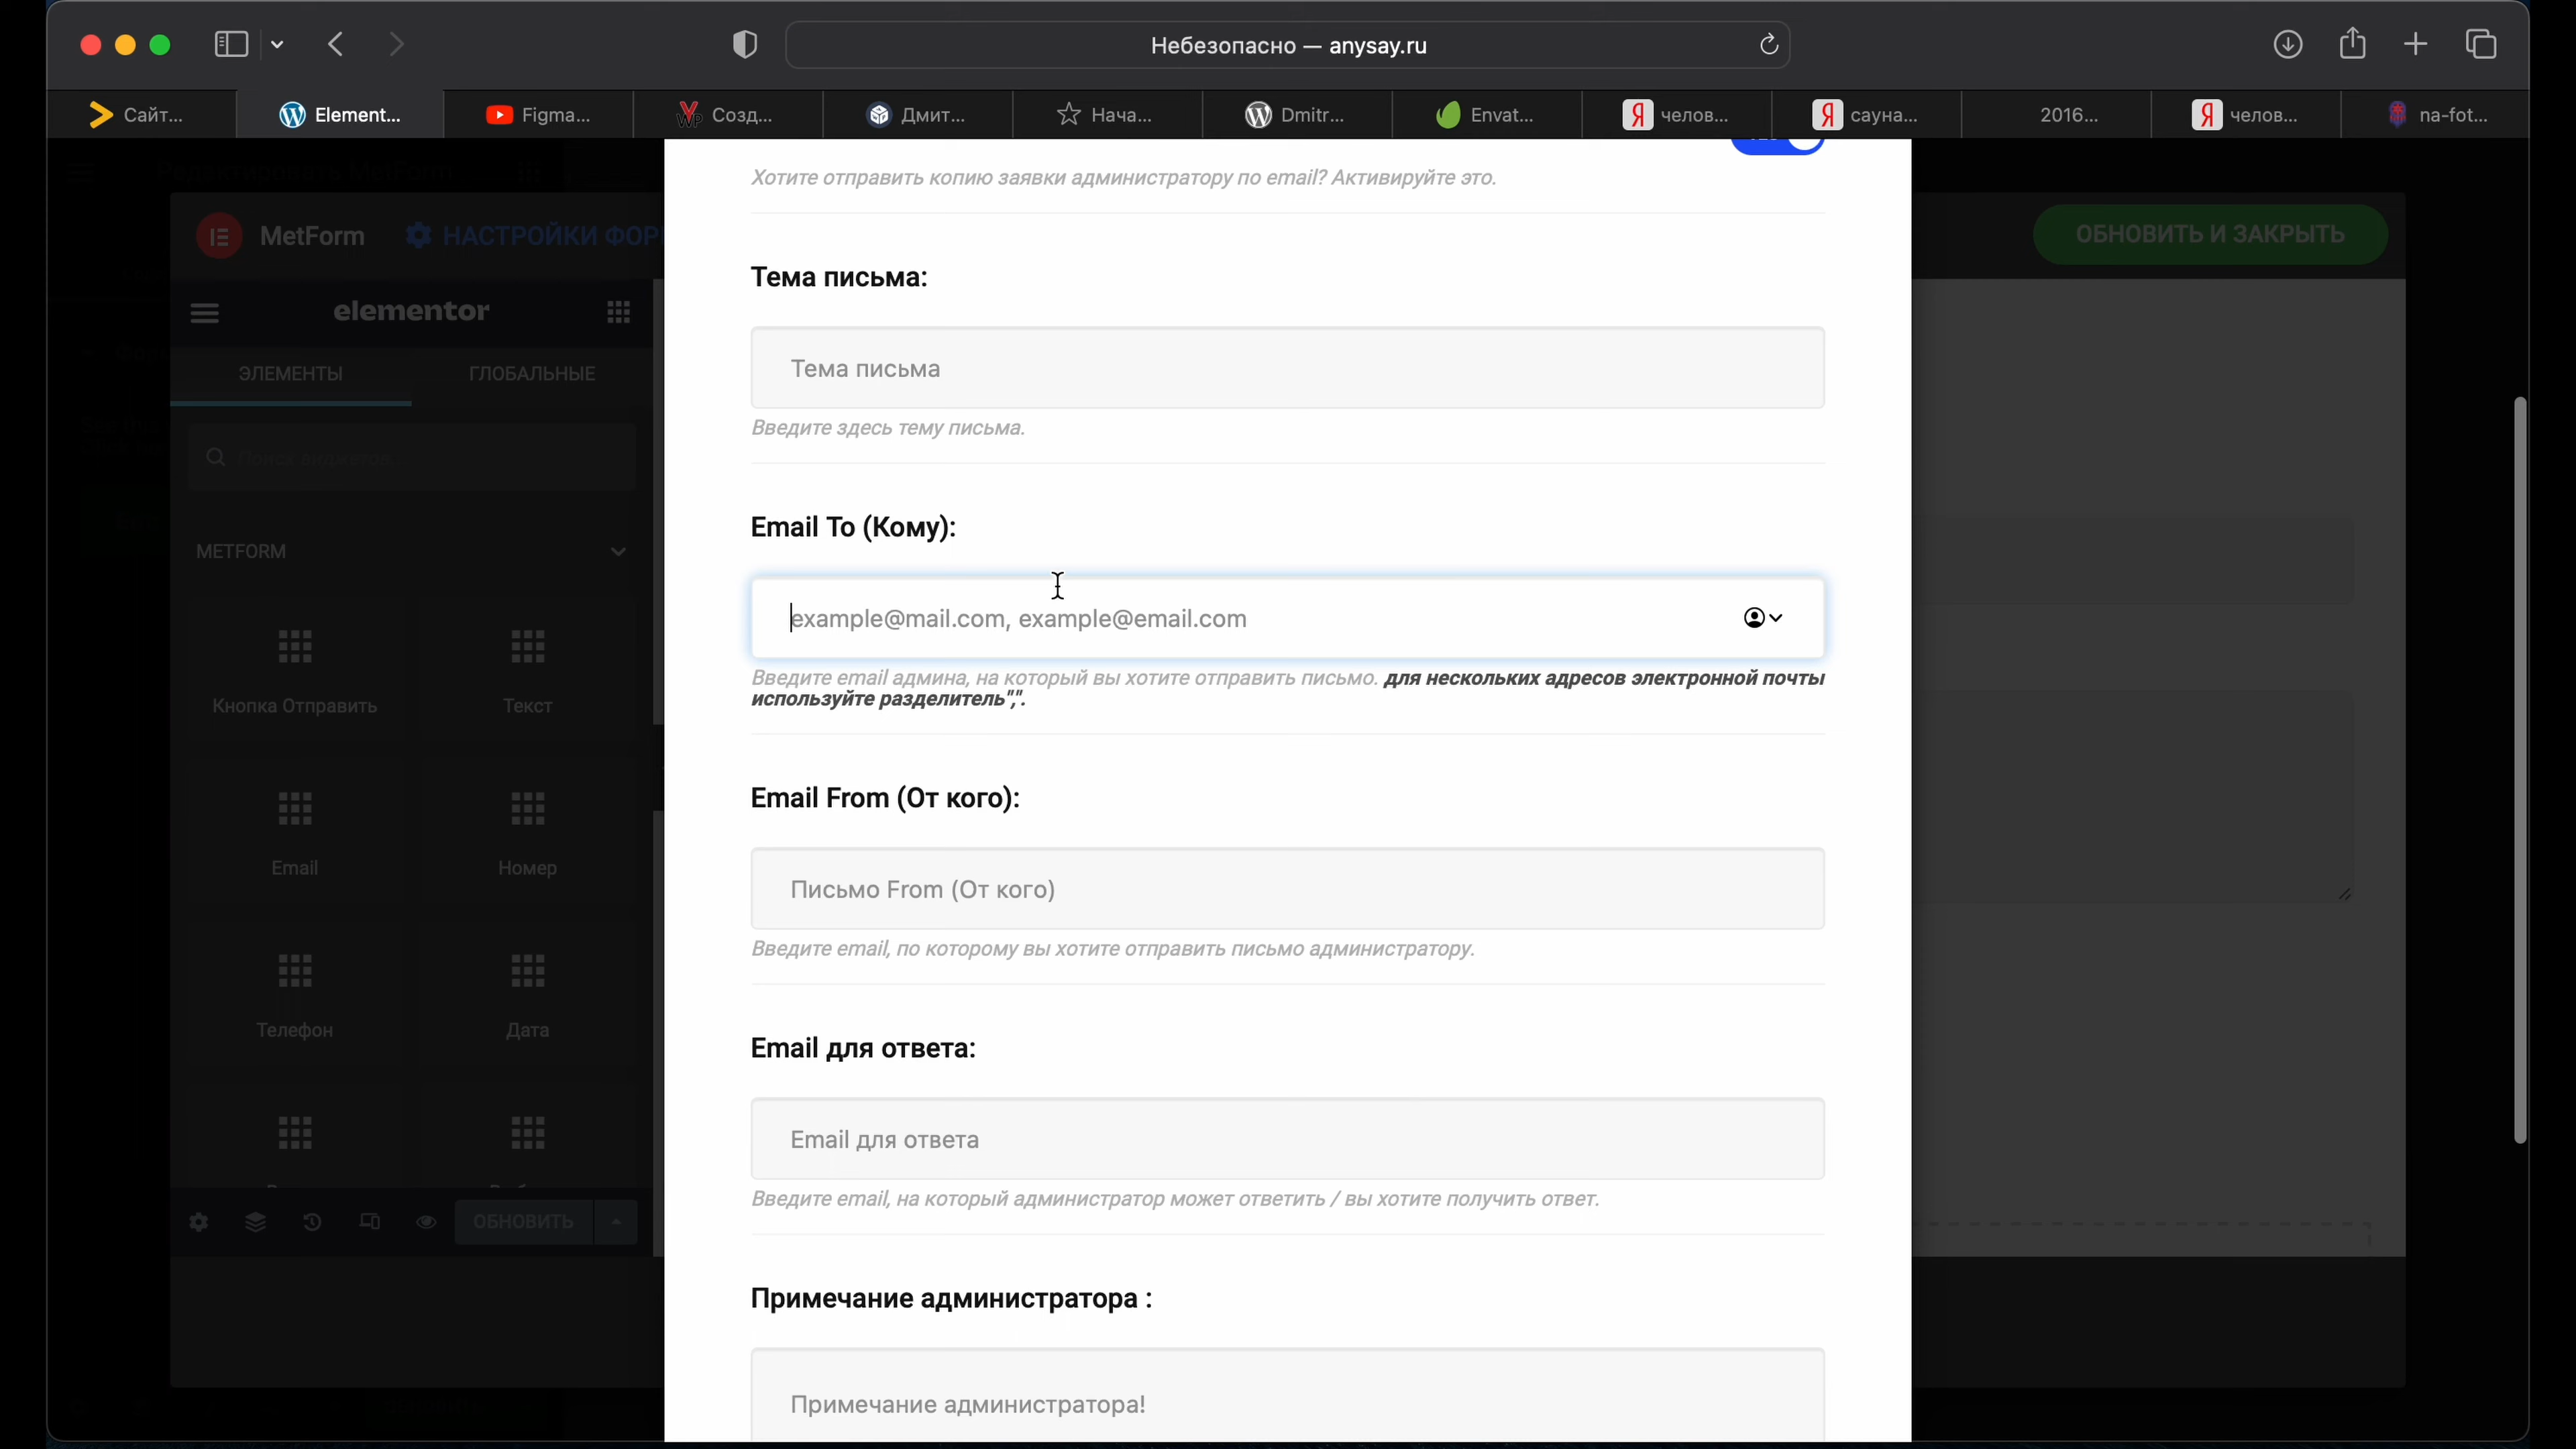 Небезопасно — anysay.ru
Сайт...
Element...
Figma...
Созд...
Дмит...
Нача...
Dmitr...
Envat...
челов...
сауна...
2016...
челов...
na-fot...
Редактировать MetForm
Хотите отправить копию заявки администратору по email? Активируйте это.
MetForm
НАСТРОЙКИ ФОР
ОБНОВИТЬ И ЗАКРЫТЬ
elementor
ЭЛЕМЕНТЫ
ГЛОБАЛЬНЫЕ
METFORM
Кнопка Отправить
Текст
Email
Номер
Телефон
Дата
ОБНОВИТЬ
Тема письма:
Тема письма
Введите здесь тему письма.
Email To (Кому):
example@mail.com, example@email.com
Введите email админа, на который вы хотите отправить письмо. для нескольких адресов электронной почты
используйте разделитель",".
Email From (От кого):
Письмо From (От кого)
Введите email, по которому вы хотите отправить письмо администратору.
Email для ответа:
Email для ответа
Введите email, на который администратор может ответить / вы хотите получить ответ.
Примечание администратора :
Примечание администратора!